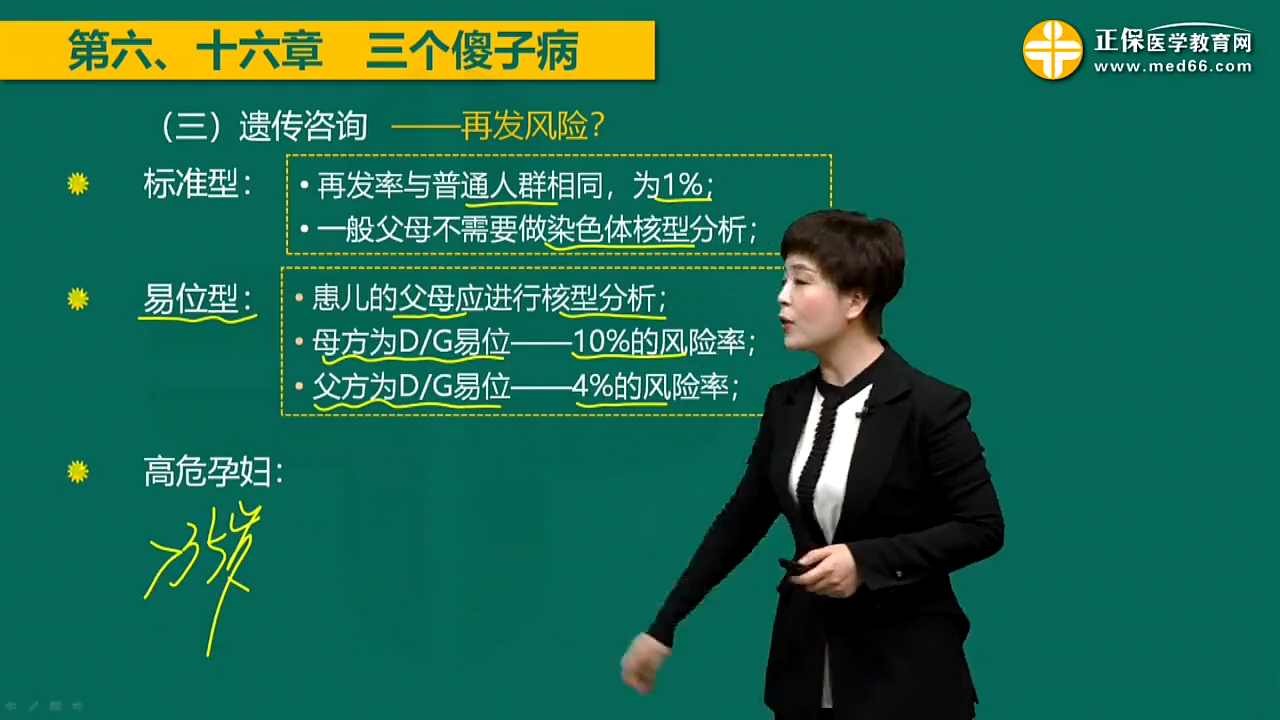 第六、十六章 三个傻子病
正保医学教育网
www.med66.com
（三）遗传咨询 ——再发风险？
标准型：
• 再发率与普通人群相同，为1%；
• 一般父母不需要做染色体核型分析；
易位型：
• 患儿的父母应进行核型分析；
• 母方为D/G易位——10%的风险率；
• 父方为D/G易位——4%的风险率；
高危孕妇：
>35岁